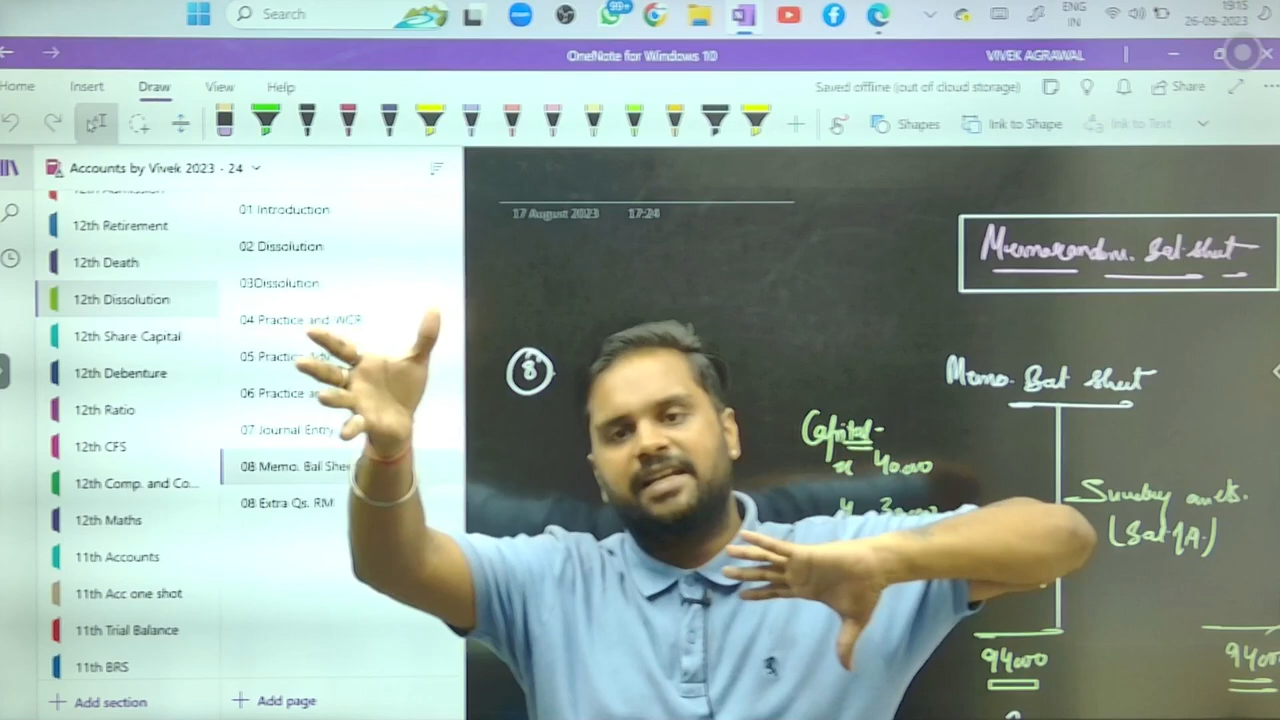 Search
99+
ENG
IN
19:15
26-09-2023
OneNote for Windows 10
VIVEK AGRAWAL
Home
Insert
Draw
View
Help
Saved offline (out of cloud storage)
Share
Shapes
Ink to Shape
Ink to Text
Accounts by Vivek 2023 - 24
12th Admission
12th Retirement
12th Death
12th Dissolution
12th Share Capital
12th Debenture
12th Ratio
12th CFS
12th Comp. and Co...
12th Maths
11th Accounts
11th Acc one shot
11th Trial Balance
11th BRS
Add section
01 Introduction
02 Dissolution
03Dissolution
04 Practice and WCR
05 Practice
06 Practice
07 Journal Entry
08 Memo. Bal Shee
08 Extra Qs. RM
Add page
17 August 2023 17:24
Memorandum. Bal sheet
8
Memo. Bal sheet
Capital -
x 40,000
y
Sundry assets.
(Bal of A.)
94000
9400